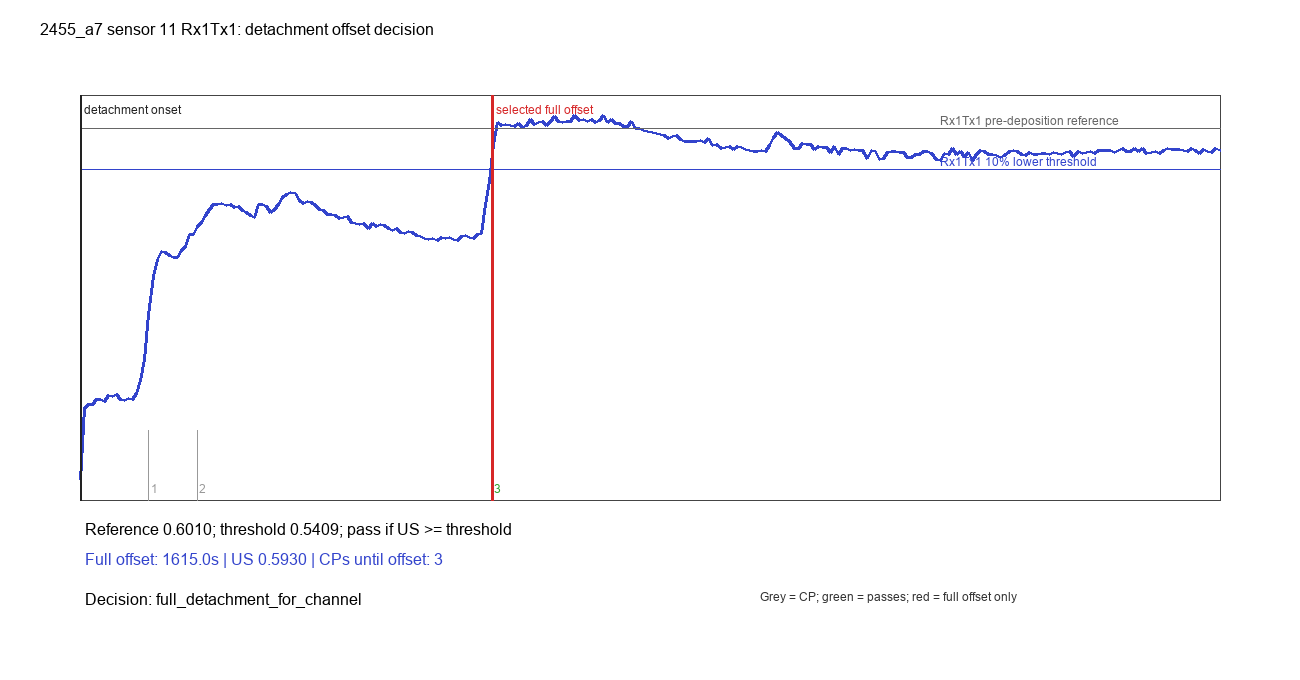 2455_a7 sensor 11 Rx1Tx1: detachment offset decision
detachment onset
selected full offset
Rx1Tx1 pre-deposition reference
Rx1Tx1 10% lower threshold
1
2
3
Reference 0.6010; threshold 0.5409; pass if US >= threshold
Full offset: 1615.0s | US 0.5930 | CPs until offset: 3
Decision: full_detachment_for_channel
Grey = CP; green = passes; red = full offset only